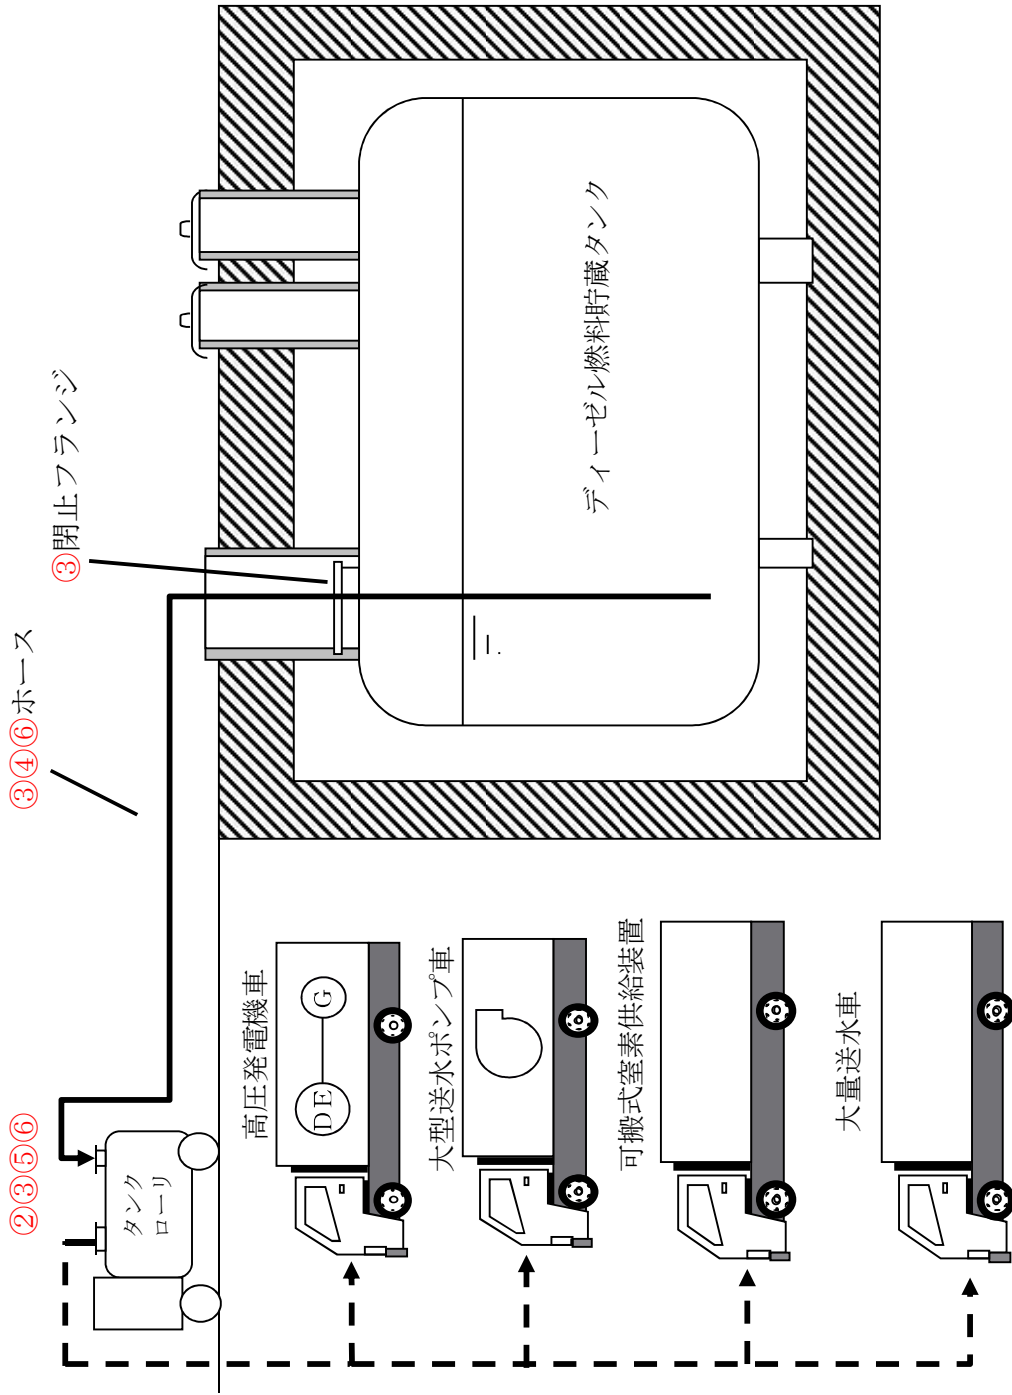 ②③⑤⑥
③④⑥ホース
③閉止フランジ
タンク
ローリ
ディーゼル燃料貯蔵タンク
高圧発電機車
DE
G
大型送水ポンプ車
可搬式窒素供給装置
大量送水車